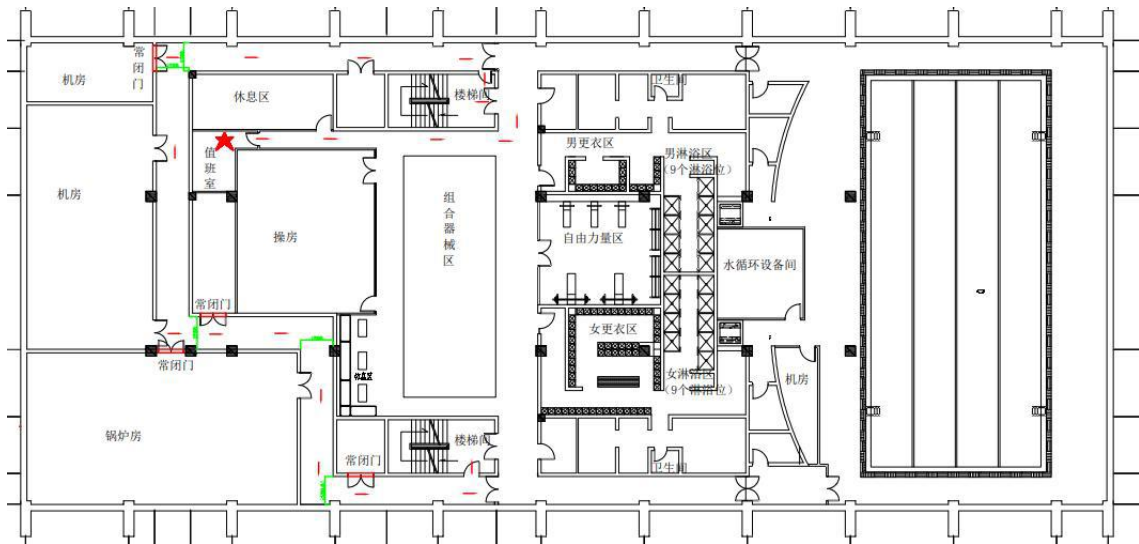 常闭门
机房
休息区
楼梯间
卫生间
值班室
男更衣区
男淋浴区
（9个淋浴位）
机房
组合器械区
操房
自由力量区
水循环设备间
常闭门
女更衣区
常闭门
女淋浴区
（9个淋浴位）
机房
锅炉房
楼梯间
常闭门
卫生间